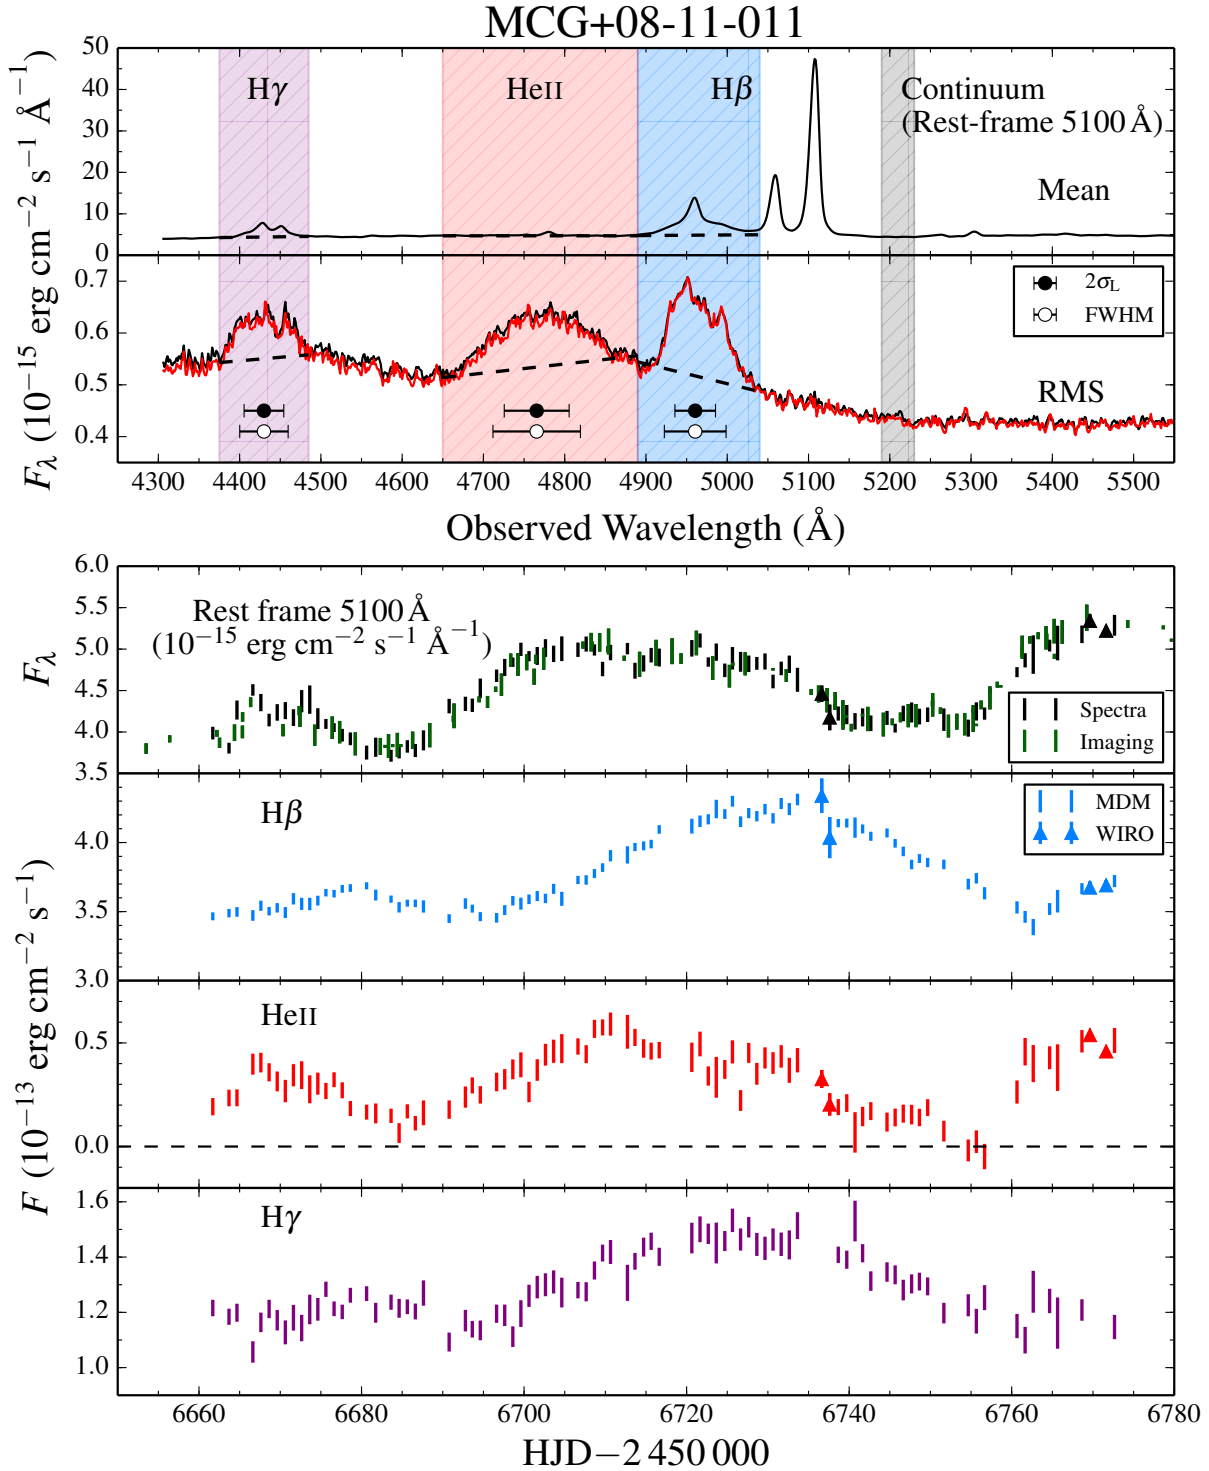 MCG+08-11-011
50
40
30
20
10
0
Hγ
HeII
Hβ
Continuum
(Rest-frame 5100 Å)
Mean
0.7
0.6
0.5
0.4
2σL
FWHM
RMS
Fλ (10−15 erg cm−2 s−1 Å−1)
4300 4400 4500 4600 4700 4800 4900 5000 5100 5200 5300 5400 5500
Observed Wavelength (Å)
6.0
5.5
5.0
4.5
4.0
3.5
Fλ
Rest frame 5100 Å
(10−15 erg cm−2 s−1 Å−1)
Spectra
Imaging
Hβ
4.0
3.5
3.0
MDM
WIRO
HeII
0.5
0.0
F (10−13 erg cm−2 s−1)
Hγ
1.6
1.4
1.2
1.0
6660 6680 6700 6720 6740 6760 6780
HJD−2 450 000